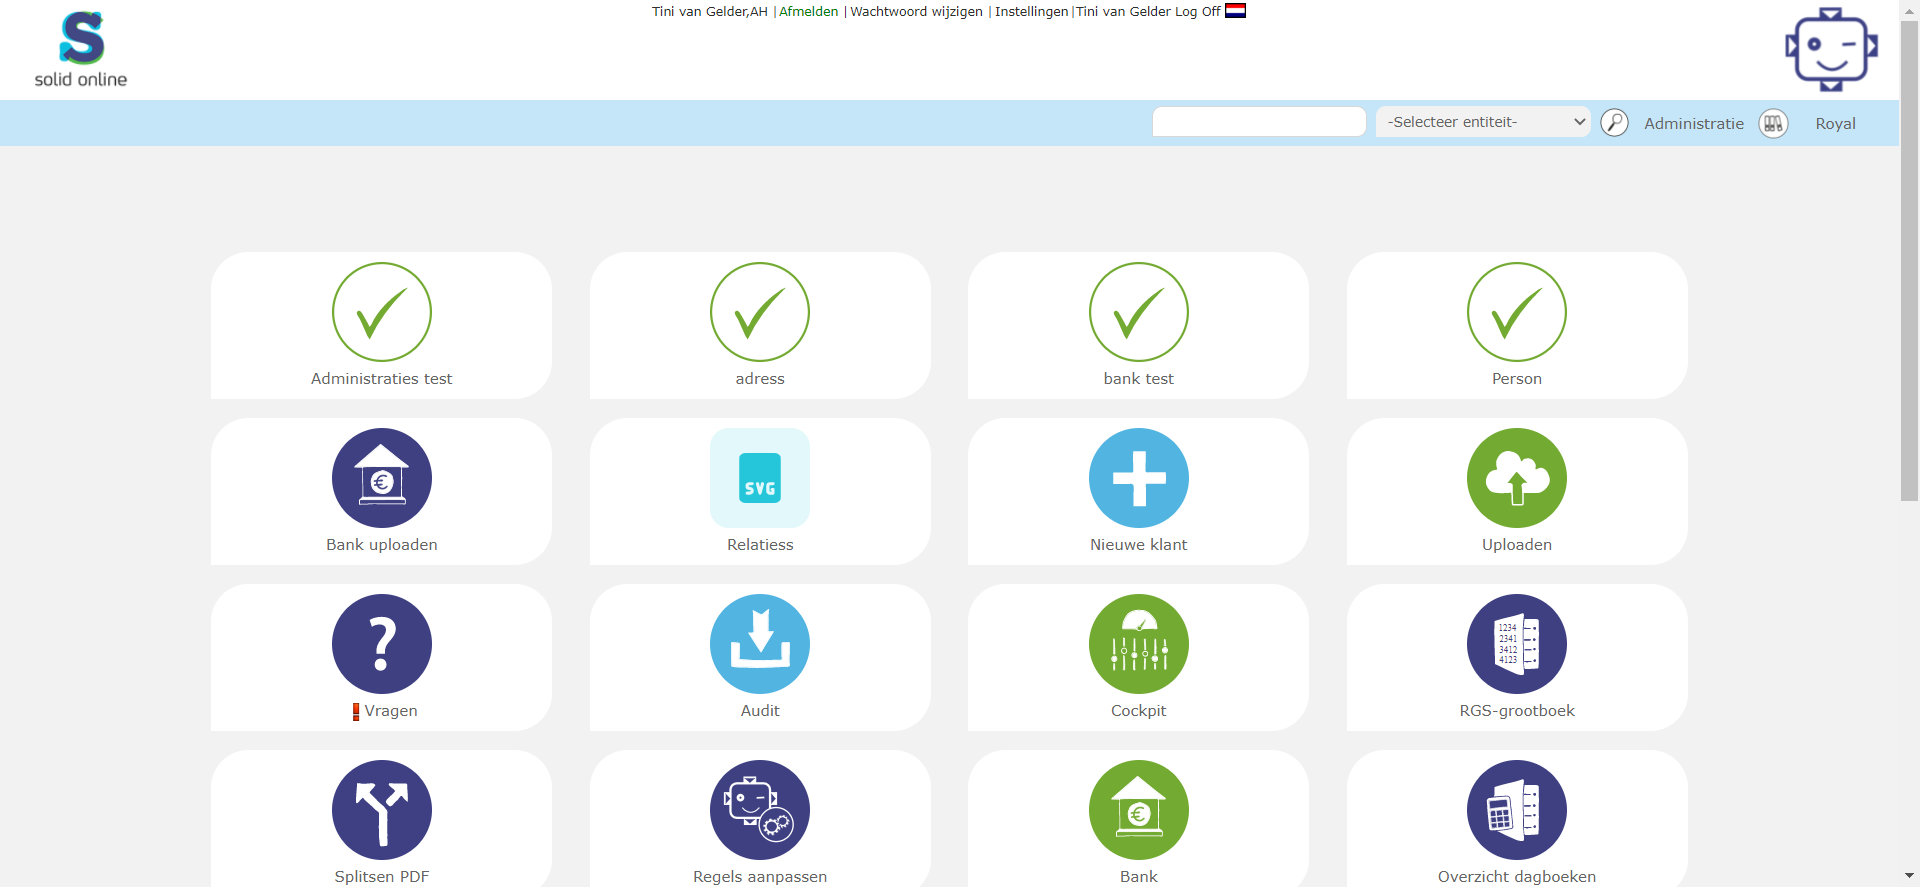 Tini van Gelder,AH |Afmelden |Wachtwoord wijzigen |Instellingen|Tini van Gelder Log Off
solid online
-Selecteer entiteit- Administratie Royal
Administraties test
adress
bank test
Person
€
Bank uploaden
SVG
Relatiess
Nieuwe klant
Uploaden
?
Vragen
Audit
Cockpit
1234
2341
3412
4123
RGS-grootboek
Splitsen PDF
Regels aanpassen
€
Bank
Overzicht dagboeken